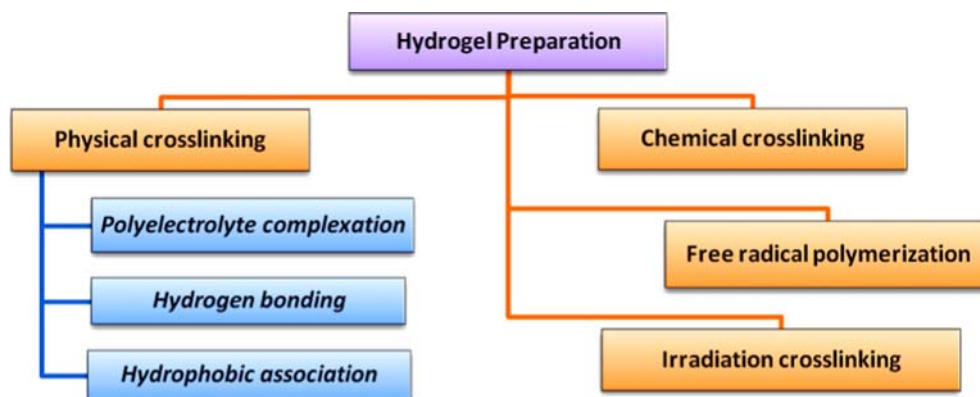 Hydrogel Preparation
Physical crosslinking
Polyelectrolyte complexation
Hydrogen bonding
Hydrophobic association
Chemical crosslinking
Free radical polymerization
Irradiation crosslinking